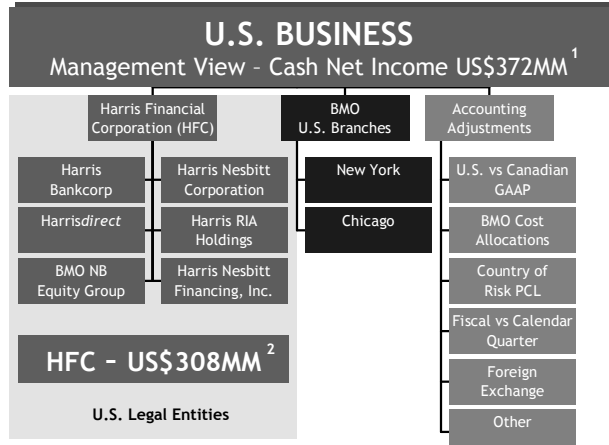 U.S. BUSINESS
Management View – Cash Net Income US$372MM 1
Harris Financial
Corporation (HFC)
BMO
U.S. Branches
Accounting
Adjustments
Harris
Bankcorp
Harris Nesbitt
Corporation
New York
U.S. vs Canadian
GAAP
Harrisdirect
Harris RIA
Holdings
Chicago
BMO Cost
Allocations
BMO NB
Equity Group
Harris Nesbitt
Financing, Inc.
Country of
Risk PCL
Fiscal vs Calendar
Quarter
HFC – US$308MM 2
Foreign
Exchange
U.S. Legal Entities
Other